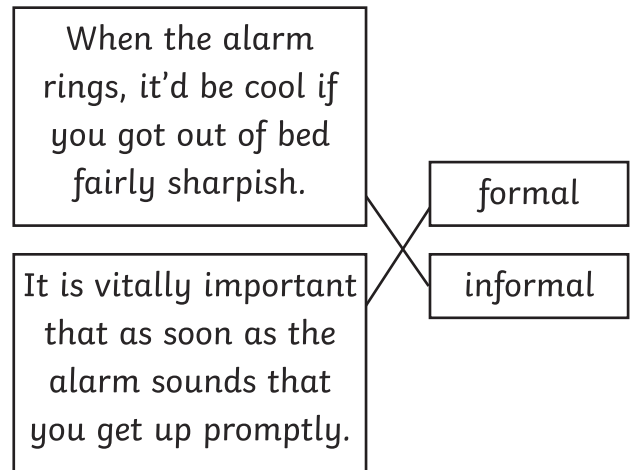 When the alarm
rings, it’d be cool if
you got out of bed
fairly sharpish.
formal
informal
It is vitally important
that as soon as the
alarm sounds that
you get up promptly.